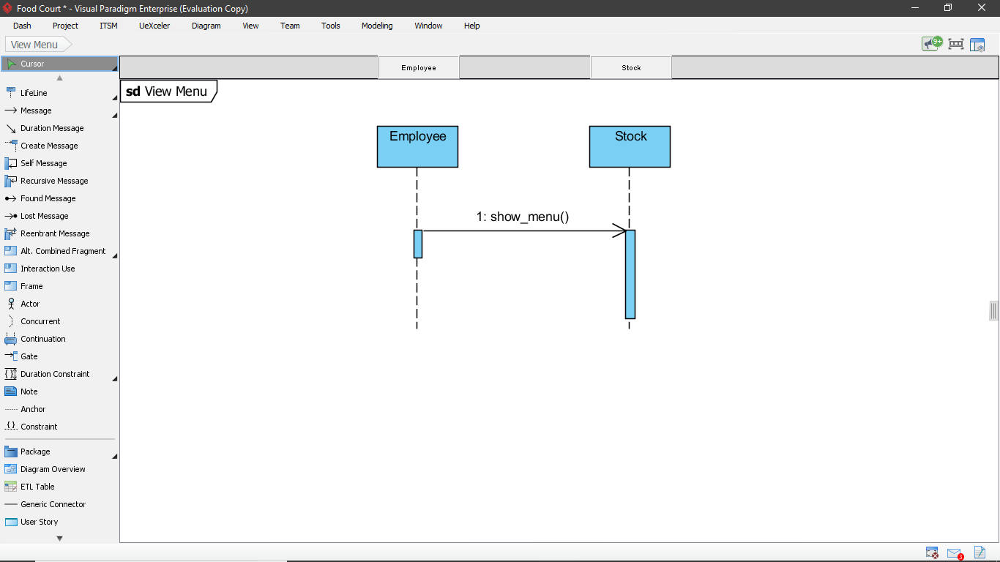 Food Court * - Visual Paradigm Enterprise (Evaluation Copy)
Dash Project ITSM UeXceler Diagram View Team Tools Modeling Window Help
View Menu
9+
Cursor
Employee Stock
sd View Menu
LifeLine
Message
Duration Message
Create Message
Self Message
Recursive Message
Found Message
Lost Message
Reentrant Message
Alt. Combined Fragment
Interaction Use
Frame
Actor
Concurrent
Continuation
Gate
Duration Constraint
Note
Anchor
Constraint
Package
Diagram Overview
ETL Table
Generic Connector
User Story
Employee Stock
1: show_menu()
3